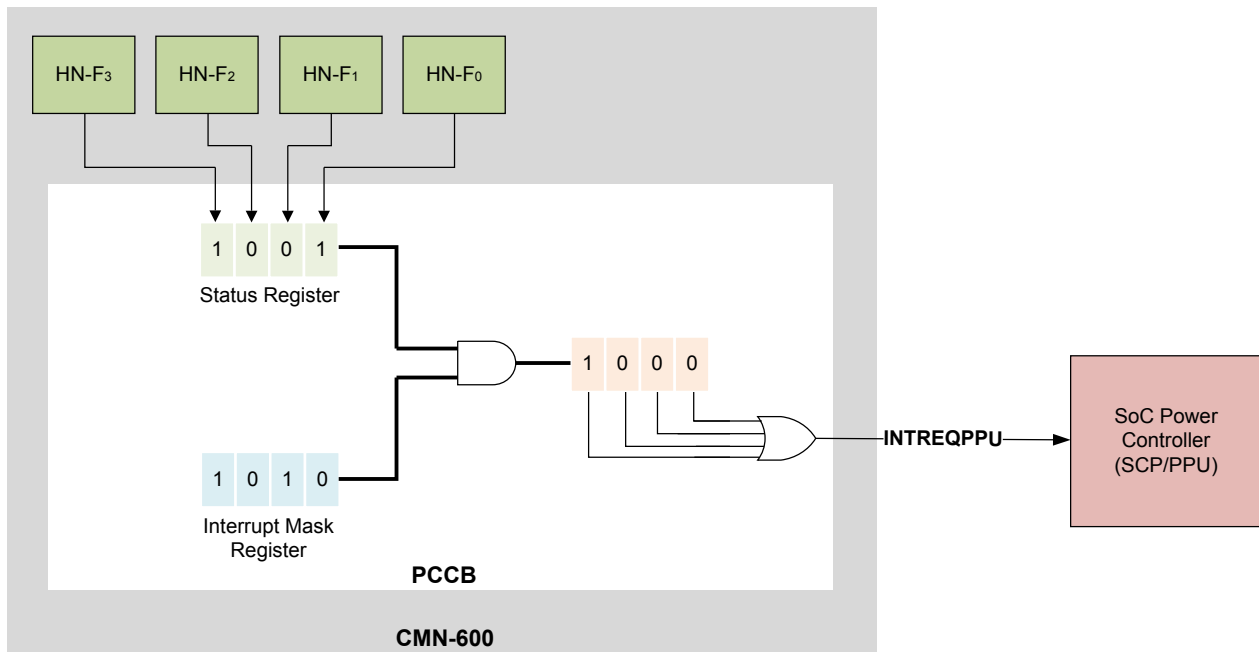 HN-F3 HN-F2 HN-F1 HN-F0
1 0 0 1
Status Register
1 0 0 0
INTREQPPU
SoC Power
Controller
(SCP/PPU)
1 0 1 0
Interrupt Mask
Register
PCCB
CMN-600